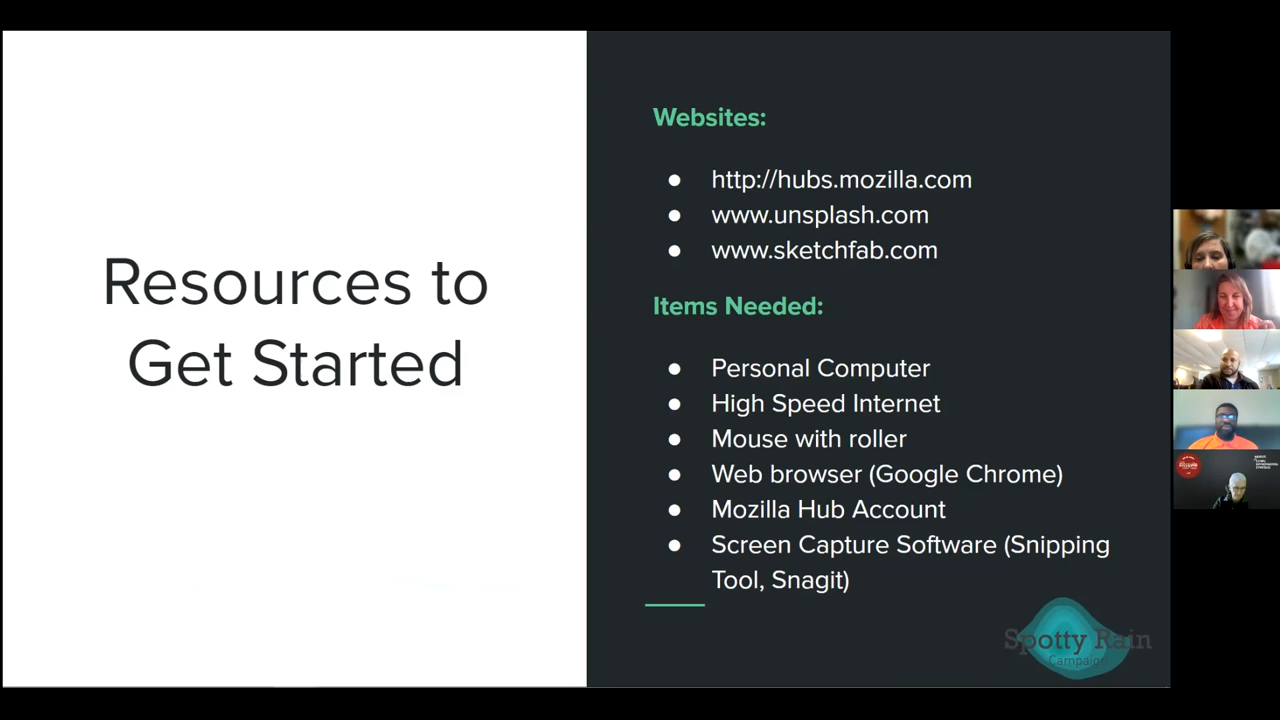 Resources to
Get Started
Websites:
● http://hubs.mozilla.com
● www.unsplash.com
● www.sketchfab.com
Items Needed:
● Personal Computer
● High Speed Internet
● Mouse with roller
● Web browser (Google Chrome)
● Mozilla Hub Account
● Screen Capture Software (Snipping
Tool, Snagit)
Spotty Rain
Campaign